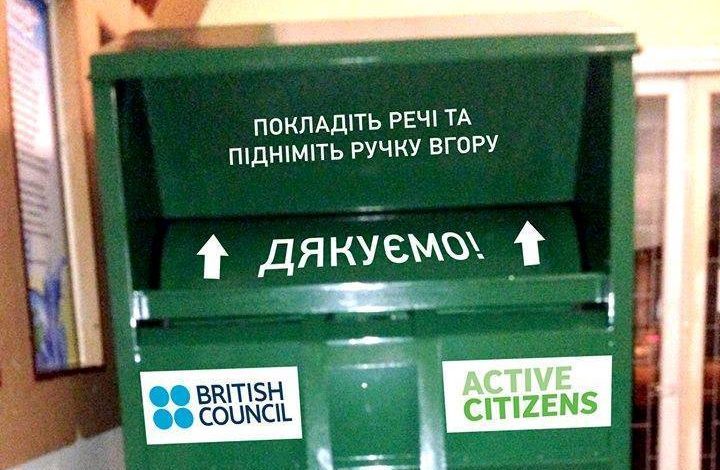 ПОКЛАДІТЬ РЕЧІ ТА
ПІДНІМІТЬ РУЧКУ ВГОРУ
ДЯКУЄМО!
BRITISH
COUNCIL
ACTIVE
CITIZENS